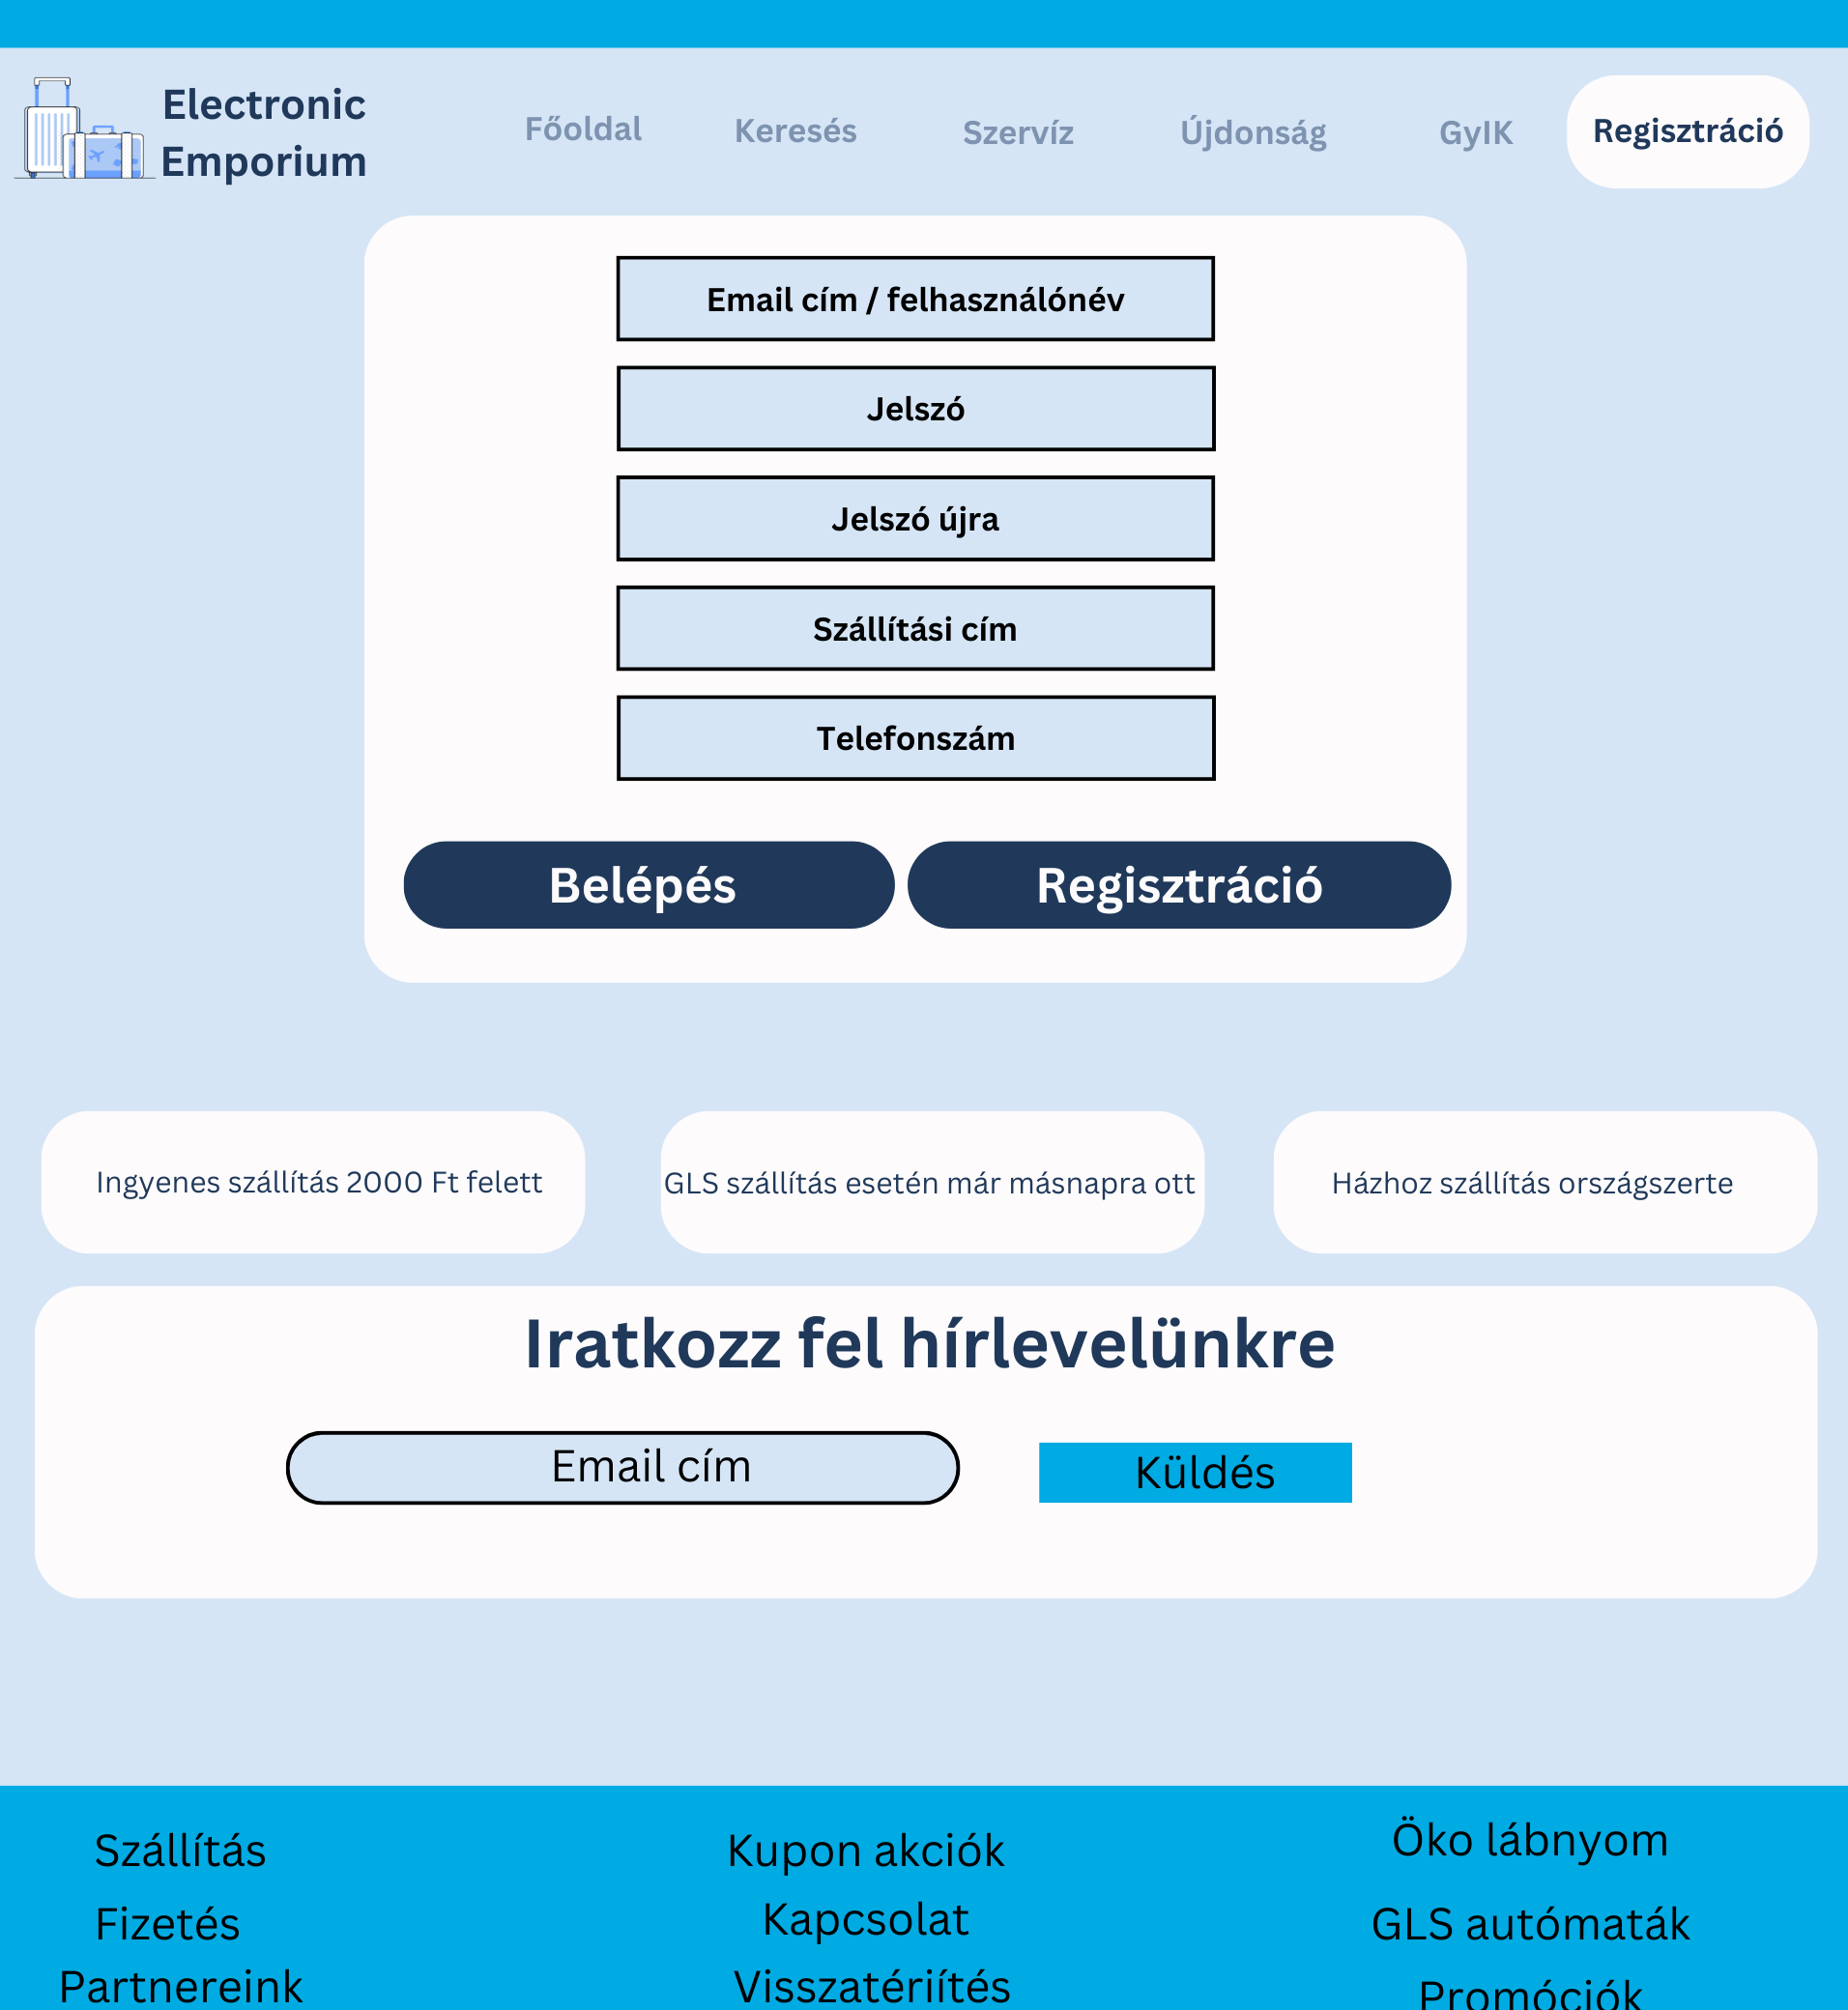 Electronic
Emporium
Főoldal
Keresés
Szervíz
Újdonság
GyIK
Regisztráció
Email cím / felhasználónév
Jelszó
Jelszó újra
Szállítási cím
Telefonszám
Belépés
Regisztráció
Ingyenes szállítás 2000 Ft felett
GLS szállítás esetén már másnapra ott
Házhoz szállítás országszerte
Iratkozz fel hírlevelünkre
Email cím
Küldés
Szállítás
Fizetés
Partnereink
Kupon akciók
Kapcsolat
Visszatériítés
Öko lábnyom
GLS autómaták
Promóciók